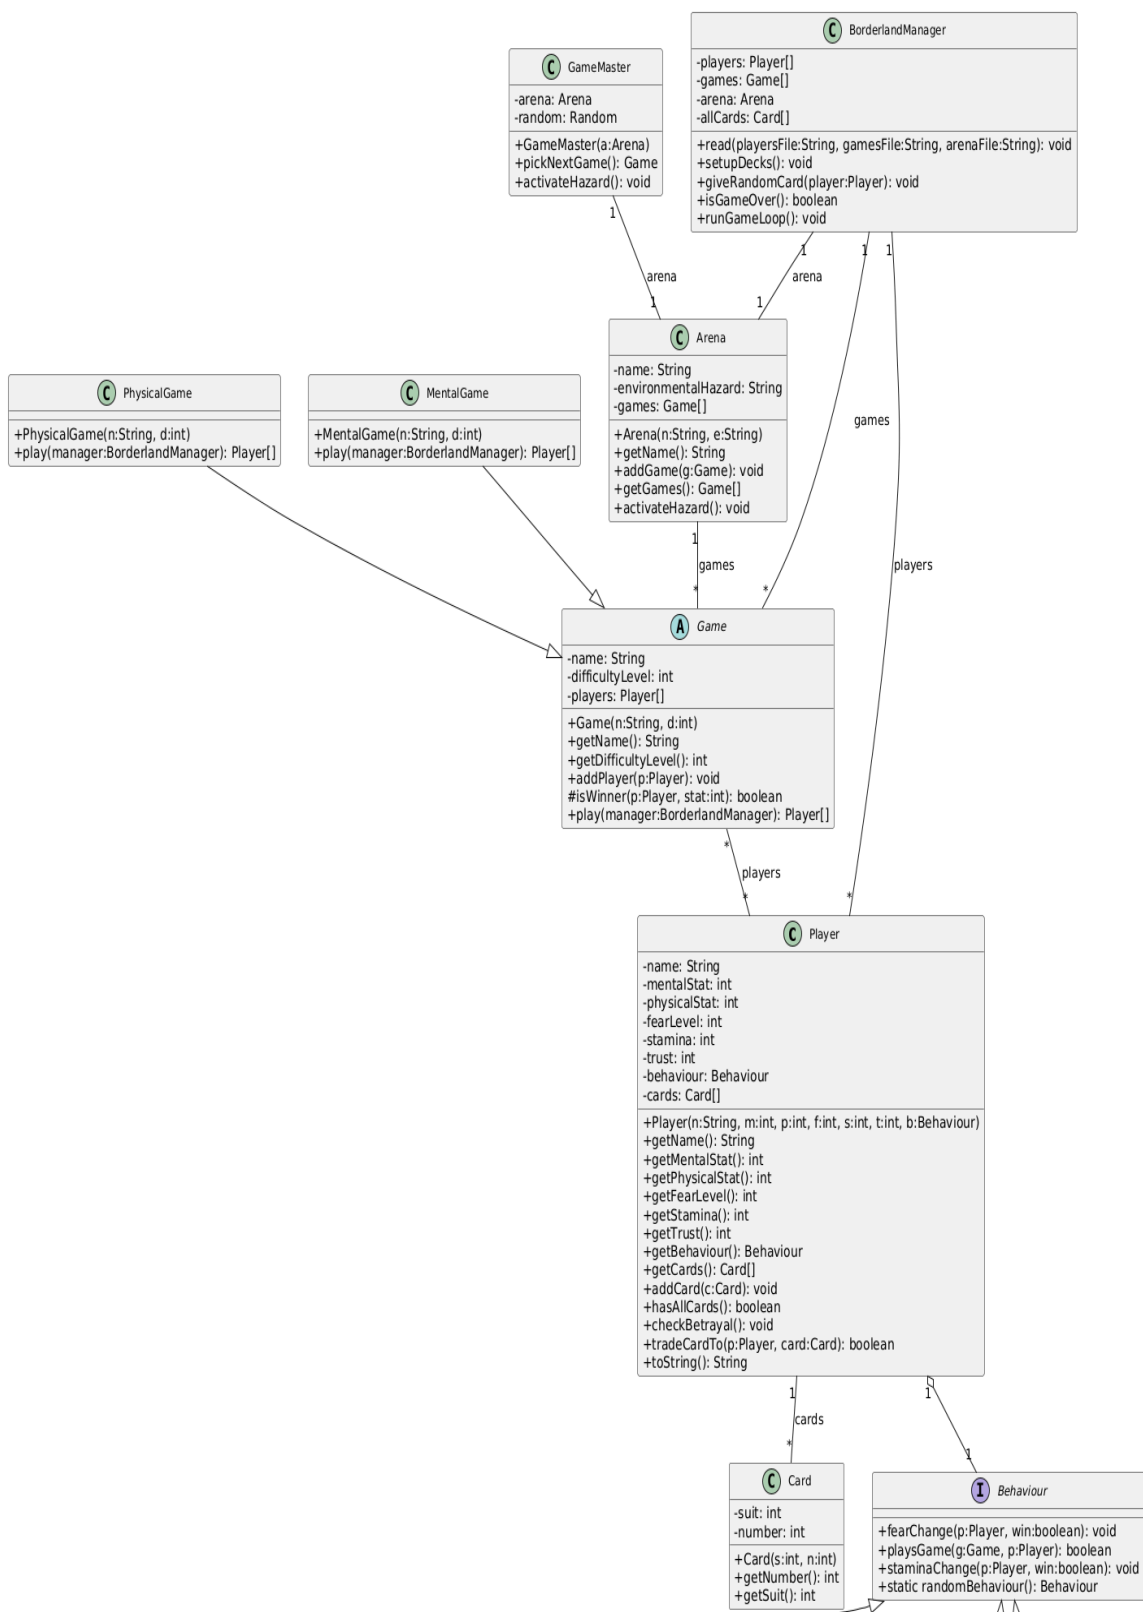 C BorderlandManager
-players: Player[]
-games: Game[]
-arena: Arena
-allCards: Card[]
+read(playersFile:String, gamesFile:String, arenaFile:String): void
+setupDecks(): void
+giveRandomCard(player:Player): void
+isGameOver(): boolean
+runGameLoop(): void
C GameMaster
-arena: Arena
-random: Random
+GameMaster(a:Arena)
+pickNextGame(): Game
+activateHazard(): void
1
1
1
1
arena
arena
1
1
C Arena
-name: String
-environmentalHazard: String
-games: Game[]
+Arena(n:String, e:String)
+getName(): String
+addGame(g:Game): void
+getGames(): Game[]
+activateHazard(): void
C PhysicalGame
+PhysicalGame(n:String, d:int)
+play(manager:BorderlandManager): Player[]
C MentalGame
+MentalGame(n:String, d:int)
+play(manager:BorderlandManager): Player[]
games
1
games
players
*
*
A Game
-name: String
-difficultyLevel: int
-players: Player[]
+Game(n:String, d:int)
+getName(): String
+getDifficultyLevel(): int
+addPlayer(p:Player): void
#isWinner(p:Player, stat:int): boolean
+play(manager:BorderlandManager): Player[]
*
players
*
*
C Player
-name: String
-mentalStat: int
-physicalStat: int
-fearLevel: int
-stamina: int
-trust: int
-behaviour: Behaviour
-cards: Card[]
+Player(n:String, m:int, p:int, f:int, s:int, t:int, b:Behaviour)
+getName(): String
+getMentalStat(): int
+getPhysicalStat(): int
+getFearLevel(): int
+getStamina(): int
+getTrust(): int
+getBehaviour(): Behaviour
+getCards(): Card[]
+addCard(c:Card): void
+hasAllCards(): boolean
+checkBetrayal(): void
+tradeCardTo(p:Player, card:Card): boolean
+toString(): String
1
1
cards
*
1
C Card
-suit: int
-number: int
+Card(s:int, n:int)
+getNumber(): int
+getSuit(): int
I Behaviour
+fearChange(p:Player, win:boolean): void
+playsGame(g:Game, p:Player): boolean
+staminaChange(p:Player, win:boolean): void
+static randomBehaviour(): Behaviour